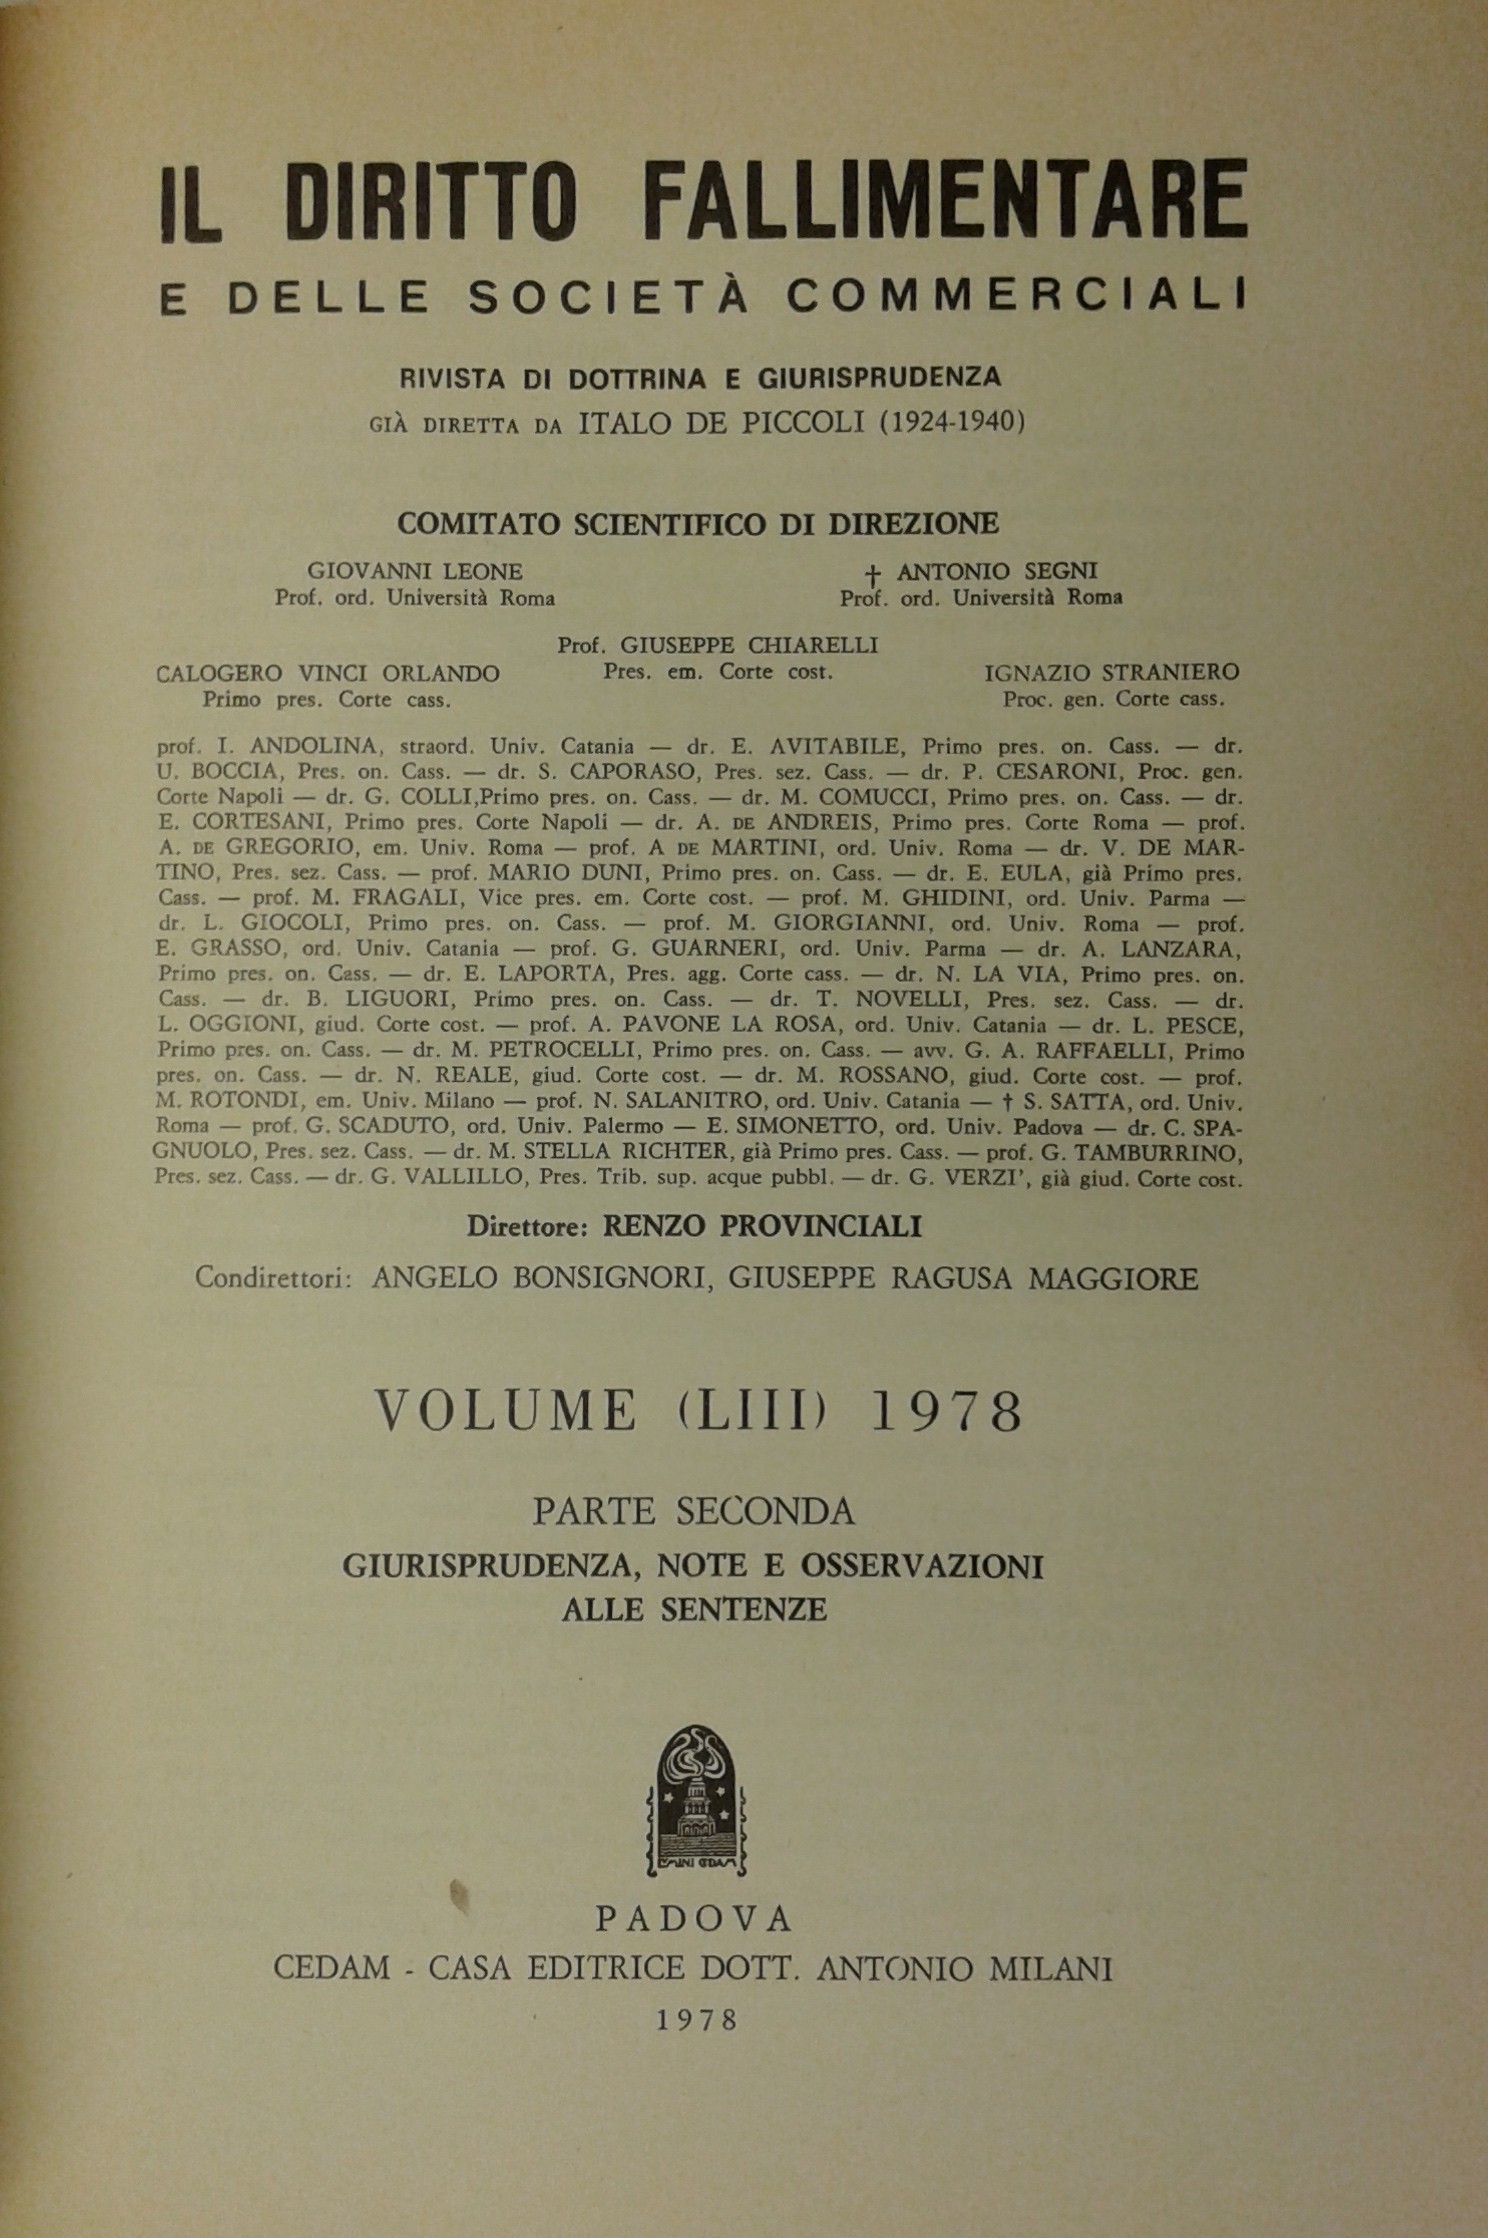 IL DIRITTO FALLIMENTARE
E DELLE SOCIETÀ COMMERCIALI
RIVISTA DI DOTTRINA E GIURISPRUDENZA
GIÀ DIRETTA DA ITALO DE PICCOLI (1924-1940)
COMITATO SCIENTIFICO DI DIREZIONE
GIOVANNI LEONE
Prof. ord. Università Roma
† ANTONIO SEGNI
Prof. ord. Università Roma
Prof. GIUSEPPE CHIARELLI
Pres. em. Corte cost.
CALOGERO VINCI ORLANDO
Primo pres. Corte cass.
IGNAZIO STRANIERO
Proc. gen. Corte cass.
prof. I. ANDOLINA, straord. Univ. Catania — dr. E. AVITABILE, Primo pres. on. Cass. — dr.
U. BOCCIA, Pres. on. Cass. — dr. S. CAPORASO, Pres. sez. Cass. — dr. P. CESARONI, Proc. gen.
Corte Napoli — dr. G. COLLI,Primo pres. on. Cass. — dr. M. COMUCCI, Primo pres. on. Cass. — dr.
E. CORTESANI, Primo pres. Corte Napoli — dr. A. DE ANDREIS, Primo pres. Corte Roma — prof.
A. DE GREGORIO, em. Univ. Roma — prof. A DE MARTINI, ord. Univ. Roma — dr. V. DE MAR-
TINO, Pres. sez. Cass. — prof. MARIO DUNI, Primo pres. on. Cass. — dr. E. EULA, già Primo pres.
Cass. — prof. M. FRAGALI, Vice pres. em. Corte cost. — prof. M. GHIDINI, ord. Univ. Parma —
dr. L. GIOCOLI, Primo pres. on. Cass. — prof. M. GIORGIANNI, ord. Univ. Roma — prof.
E. GRASSO, ord. Univ. Catania — prof. G. GUARNERI, ord. Univ. Parma — dr. A. LANZARA,
Primo pres. on. Cass. — dr. E. LAPORTA, Pres. agg. Corte cass. — dr. N. LA VIA, Primo pres. on.
Cass. — dr. B. LIGUORI, Primo pres. on. Cass. — dr. T. NOVELLI, Pres. sez. Cass. — dr.
L. OGGIONI, giud. Corte cost. — prof. A. PAVONE LA ROSA, ord. Univ. Catania — dr. L. PESCE,
Primo pres. on. Cass. — dr. M. PETROCELLI, Primo pres. on. Cass. — avv. G. A. RAFFAELLI, Primo
pres. on. Cass. — dr. N. REALE, giud. Corte cost. — dr. M. ROSSANO, giud. Corte cost. — prof.
M. ROTONDI, em. Univ. Milano — prof. N. SALANITRO, ord. Univ. Catania — † S. SATTA, ord. Univ.
Roma — prof. G. SCADUTO, ord. Univ. Palermo — E. SIMONETTO, ord. Univ. Padova — dr. C. SPA-
GNUOLO, Pres. sez. Cass. — dr. M. STELLA RICHTER, già Primo pres. Cass. — prof. G. TAMBURRINO,
Pres. sez. Cass. — dr. G. VALLILLO, Pres. Trib. sup. acque pubbl. — dr. G. VERZI', già giud. Corte cost.
Direttore: RENZO PROVINCIALI
Condirettori: ANGELO BONSIGNORI, GIUSEPPE RAGUSA MAGGIORE
VOLUME (LIII) 1978
PARTE SECONDA
GIURISPRUDENZA, NOTE E OSSERVAZIONI
ALLE SENTENZE
PADOVA
CEDAM - CASA EDITRICE DOTT. ANTONIO MILANI
1978